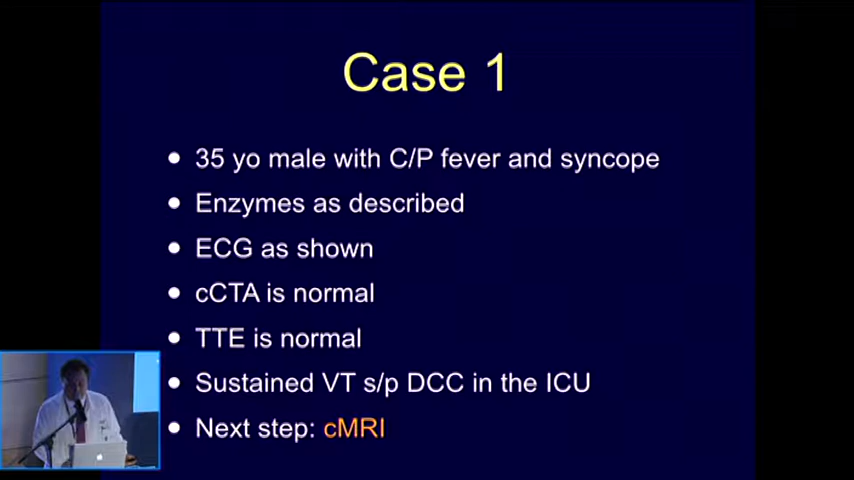 Case 1
• 35 yo male with C/P fever and syncope
• Enzymes as described
• ECG as shown
• cCTA is normal
• TTE is normal
• Sustained VT s/p DCC in the ICU
• Next step: cMRI